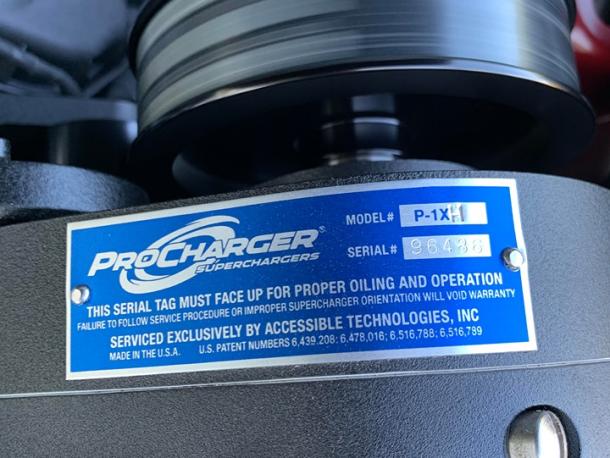 PROCHARGER®
SUPERCHARGERS
MODEL# P-1XH
SERIAL# 96436
THIS SERIAL TAG MUST FACE UP FOR PROPER OILING AND OPERATION
FAILURE TO FOLLOW SERVICE PROCEDURE OR IMPROPER SUPERCHARGER ORIENTATION WILL VOID WARRANTY
SERVICED EXCLUSIVELY BY ACCESSIBLE TECHNOLOGIES, INC
MADE IN THE U.S.A. U.S. PATENT NUMBERS 6,439,208; 6,478,016; 6,516,788; 6,516,789